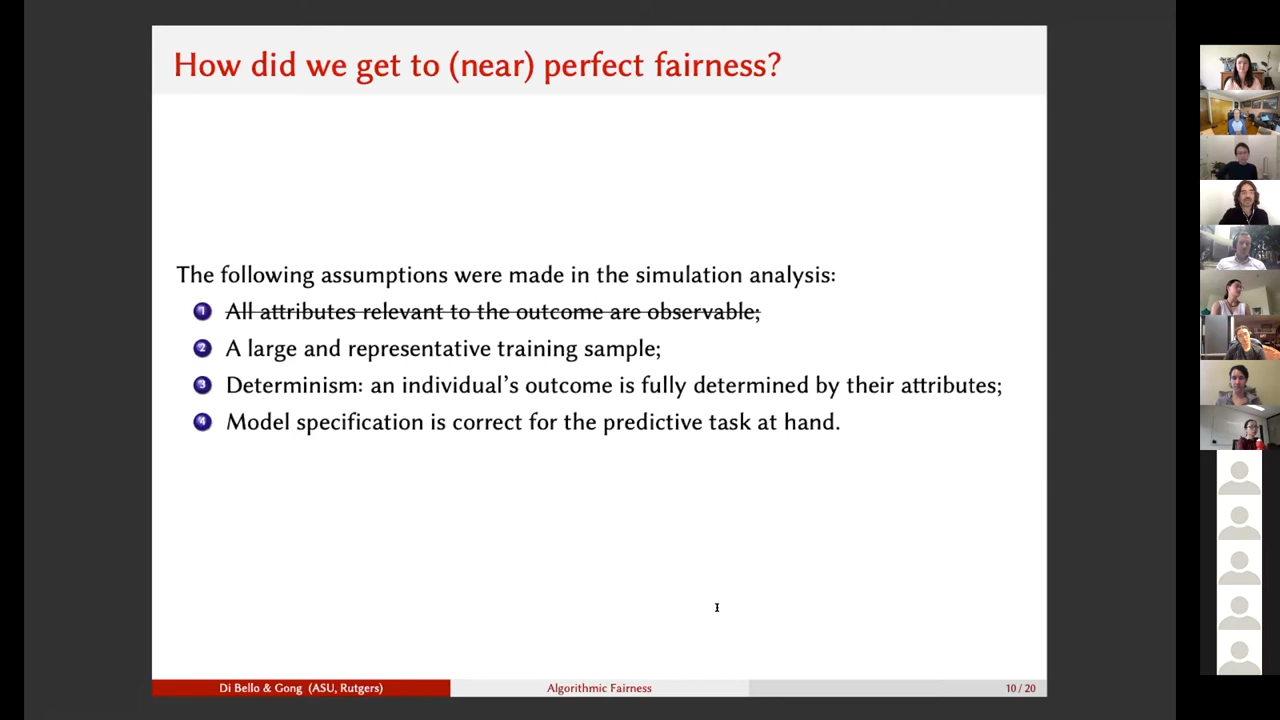 How did we get to (near) perfect fairness?
The following assumptions were made in the simulation analysis:
1 All attributes relevant to the outcome are observable;
2 A large and representative training sample;
3 Determinism: an individual's outcome is fully determined by their attributes;
4 Model specification is correct for the predictive task at hand.
Di Bello & Gong (ASU, Rutgers) Algorithmic Fairness 10 / 20